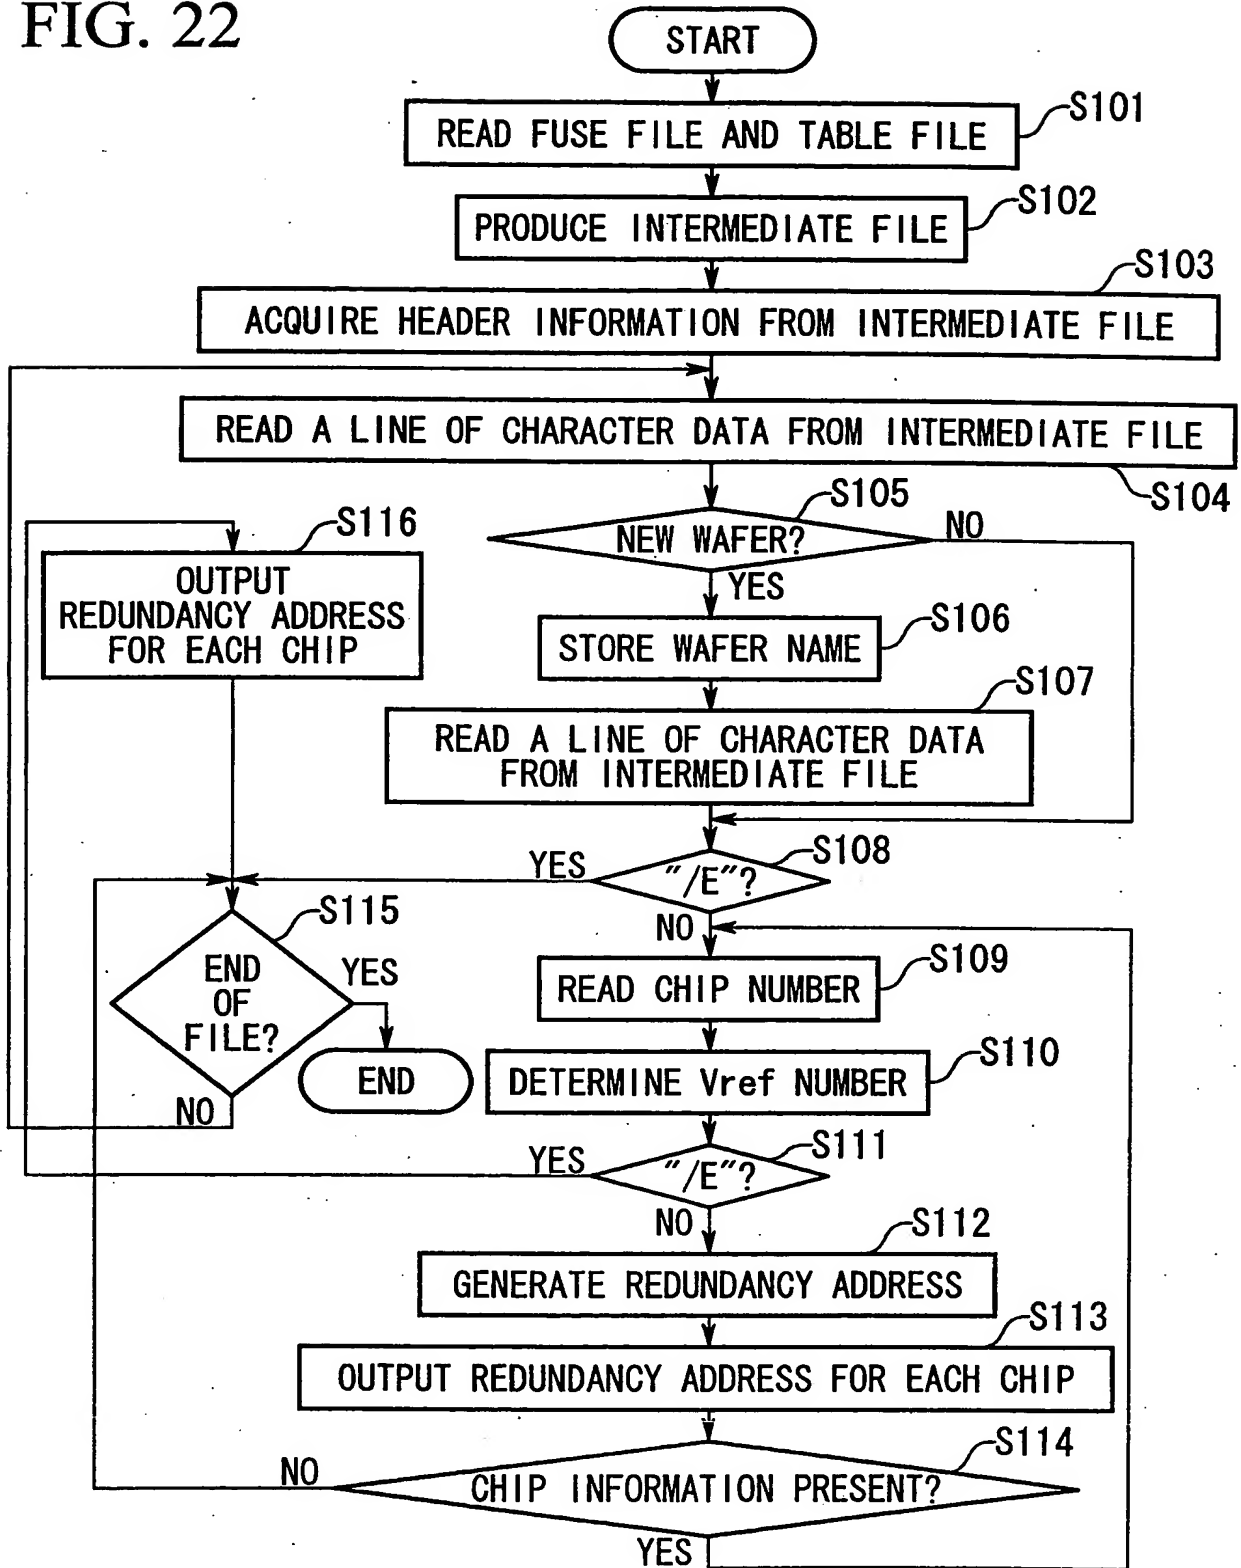 FIG. 22
START
S101
READ FUSE FILE AND TABLE FILE
S102
PRODUCE INTERMEDIATE FILE
S103
ACQUIRE HEADER INFORMATION FROM INTERMEDIATE FILE
READ A LINE OF CHARACTER DATA FROM INTERMEDIATE FILE
S104
S105
NEW WAFER?
NO
YES
S116
OUTPUT
REDUNDANCY ADDRESS
FOR EACH CHIP
S106
STORE WAFER NAME
S107
READ A LINE OF CHARACTER DATA
FROM INTERMEDIATE FILE
S108
"/E"?
YES
NO
S115
END
OF
FILE?
YES
END
NO
S109
READ CHIP NUMBER
S110
DETERMINE Vref NUMBER
S111
"/E"?
YES
NO
S112
GENERATE REDUNDANCY ADDRESS
S113
OUTPUT REDUNDANCY ADDRESS FOR EACH CHIP
S114
CHIP INFORMATION PRESENT?
NO
YES